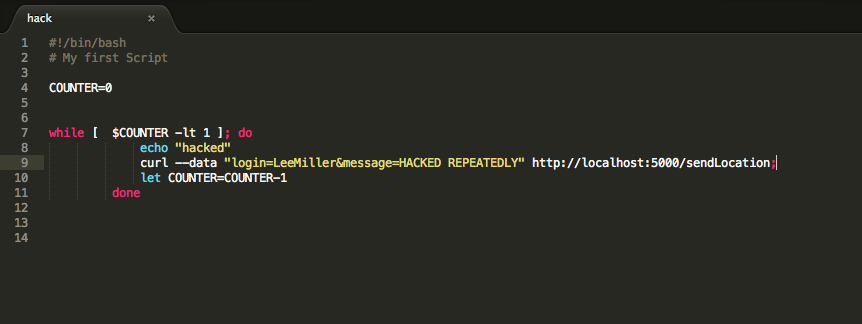 hack ×
1 #!/bin/bash
2 # My first Script
3
4 COUNTER=0
5
6
7 while [  $COUNTER -lt 1 ]; do
8 echo "hacked"
9 curl --data "login=LeeMiller&message=HACKED REPEATEDLY" http://localhost:5000/sendLocation;
10 let COUNTER=COUNTER-1
11 done
12
13
14